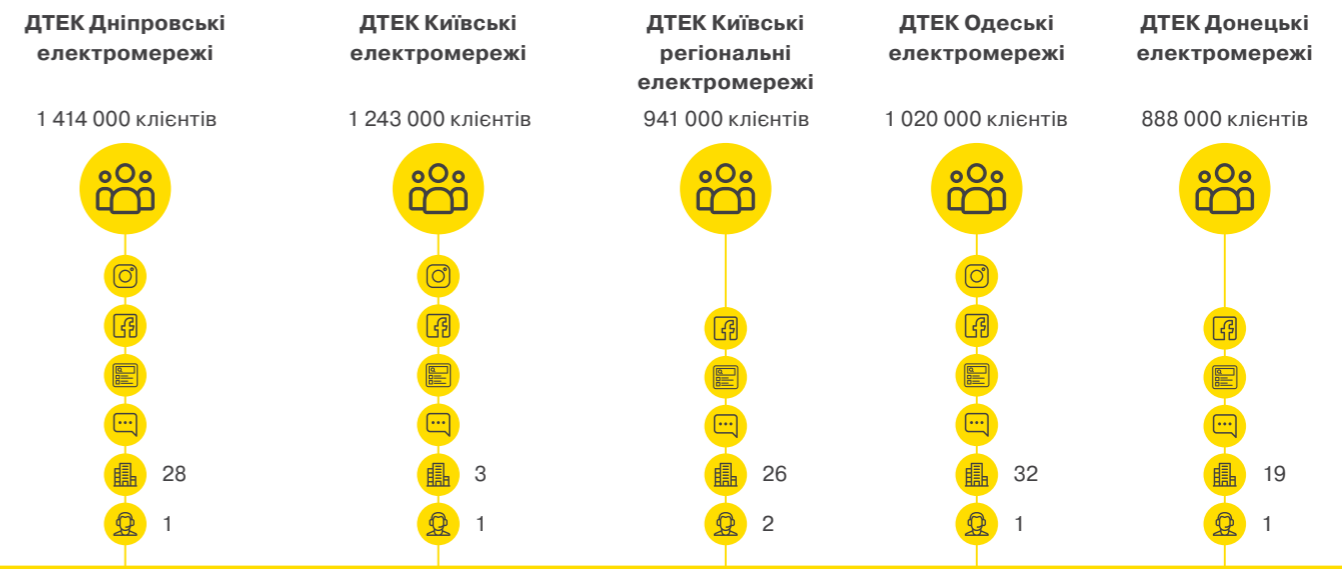 ДТЕК Дніпровські
електромережі
1 414 000 клієнтів
28
1
ДТЕК Київські
електромережі
1 243 000 клієнтів
3
1
ДТЕК Київські
регіональні
електромережі
941 000 клієнтів
26
2
ДТЕК Одеські
електромережі
1 020 000 клієнтів
32
1
ДТЕК Донецькі
електромережі
888 000 клієнтів
19
1